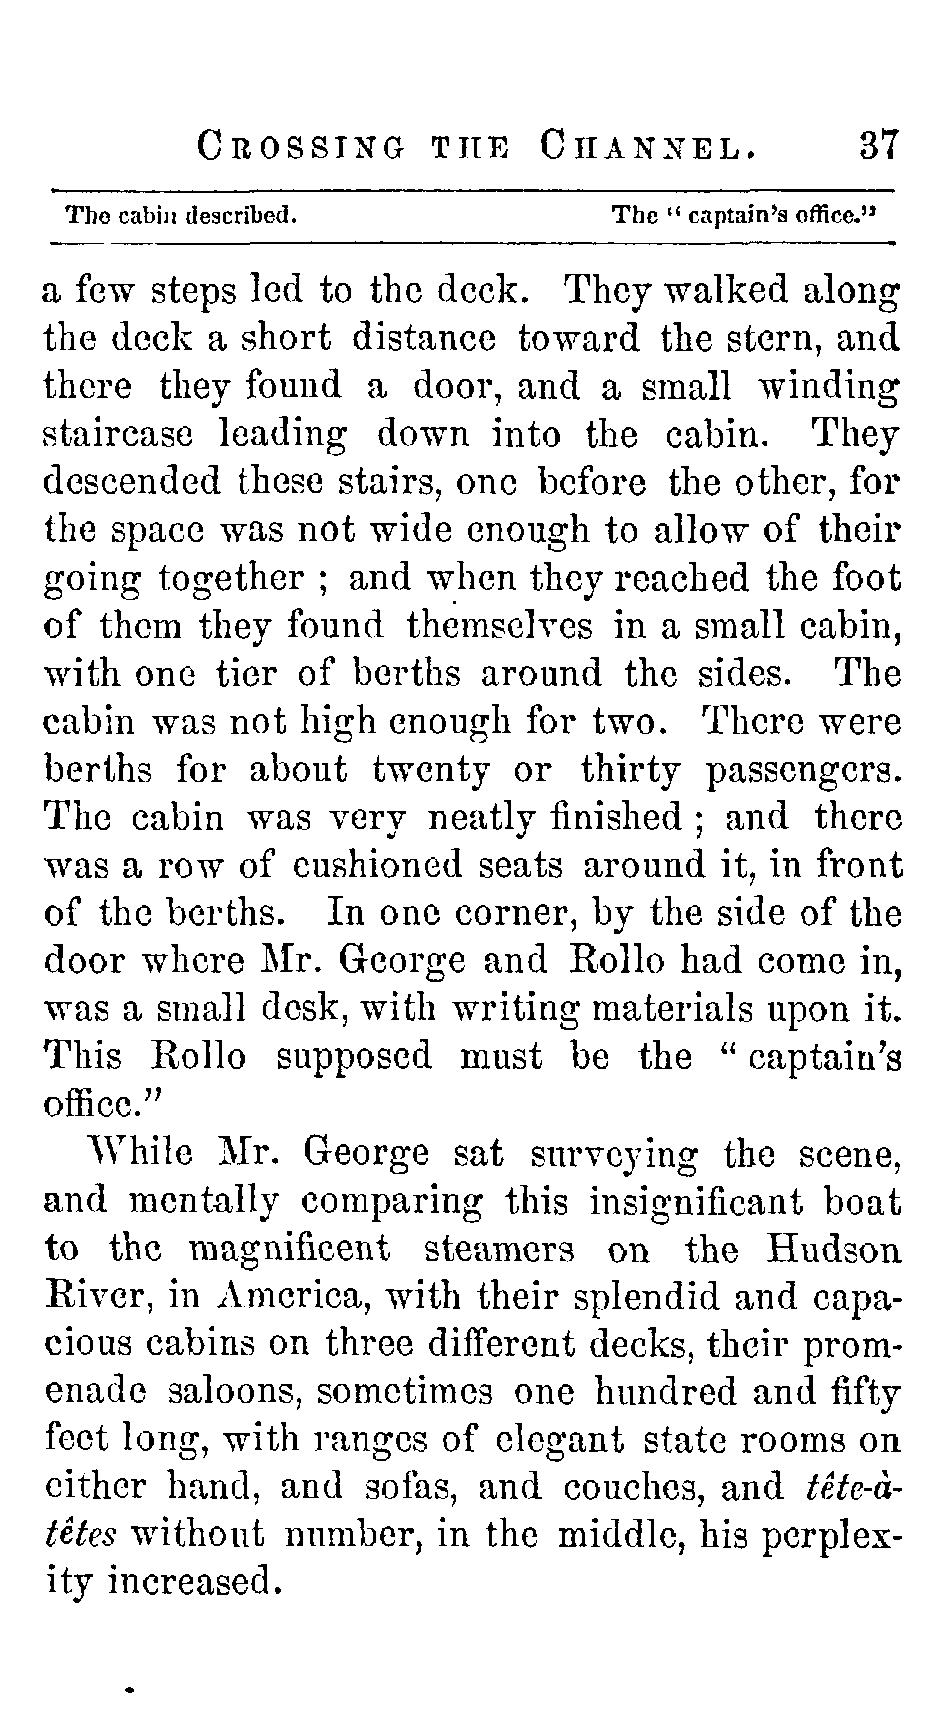 CROSSING THE CHANNEL. 37
The cabin described. The "captain's office."
a few steps led to the deck. They walked along
the deck a short distance toward the stern, and
there they found a door, and a small winding
staircase leading down into the cabin. They
descended these stairs, one before the other, for
the space was not wide enough to allow of their
going together ; and when they reached the foot
of them they found themselves in a small cabin,
with one tier of berths around the sides. The
cabin was not high enough for two. There were
berths for about twenty or thirty passengers.
The cabin was very neatly finished ; and there
was a row of cushioned seats around it, in front
of the berths. In one corner, by the side of the
door where Mr. George and Rollo had come in,
was a small desk, with writing materials upon it.
This Rollo supposed must be the "captain's
office."
While Mr. George sat surveying the scene,
and mentally comparing this insignificant boat
to the magnificent steamers on the Hudson
River, in America, with their splendid and capa-
cious cabins on three different decks, their prom-
enade saloons, sometimes one hundred and fifty
feet long, with ranges of elegant state rooms on
either hand, and sofas, and couches, and tête-à-
têtes without number, in the middle, his perplex-
ity increased.